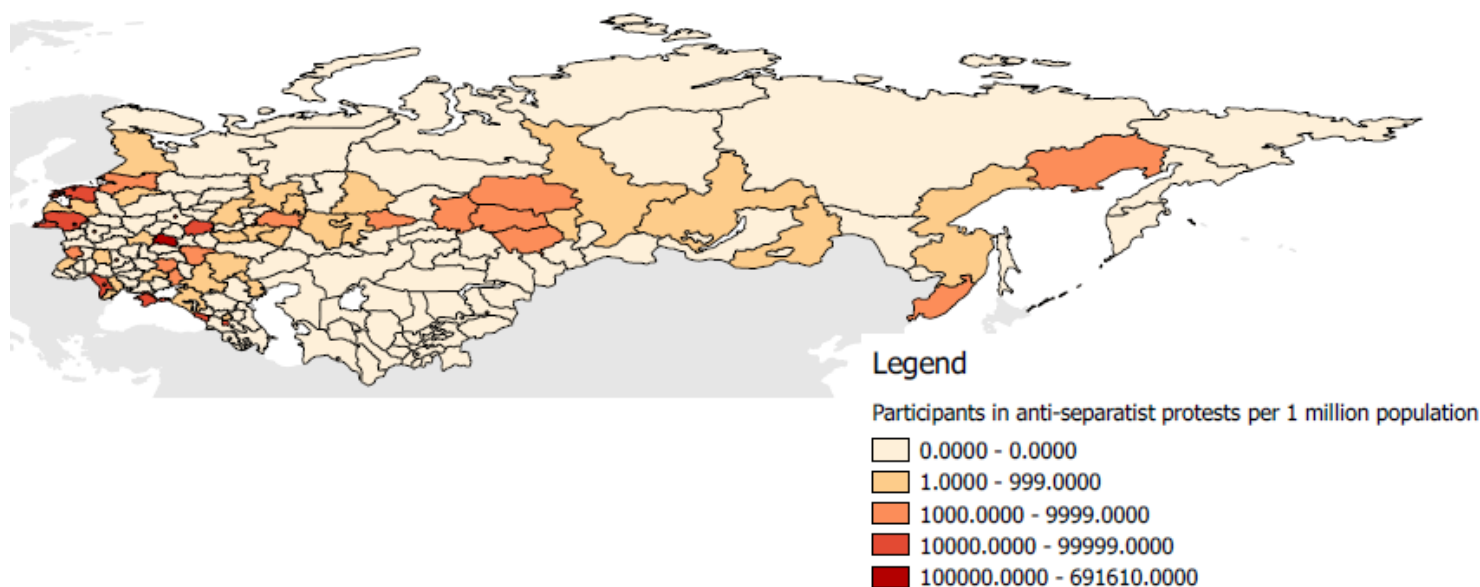 Legend
Participants in anti-separatist protests per 1 million population
0.0000 - 0.0000
1.0000 - 999.0000
1000.0000 - 9999.0000
10000.0000 - 99999.0000
100000.0000 - 691610.0000